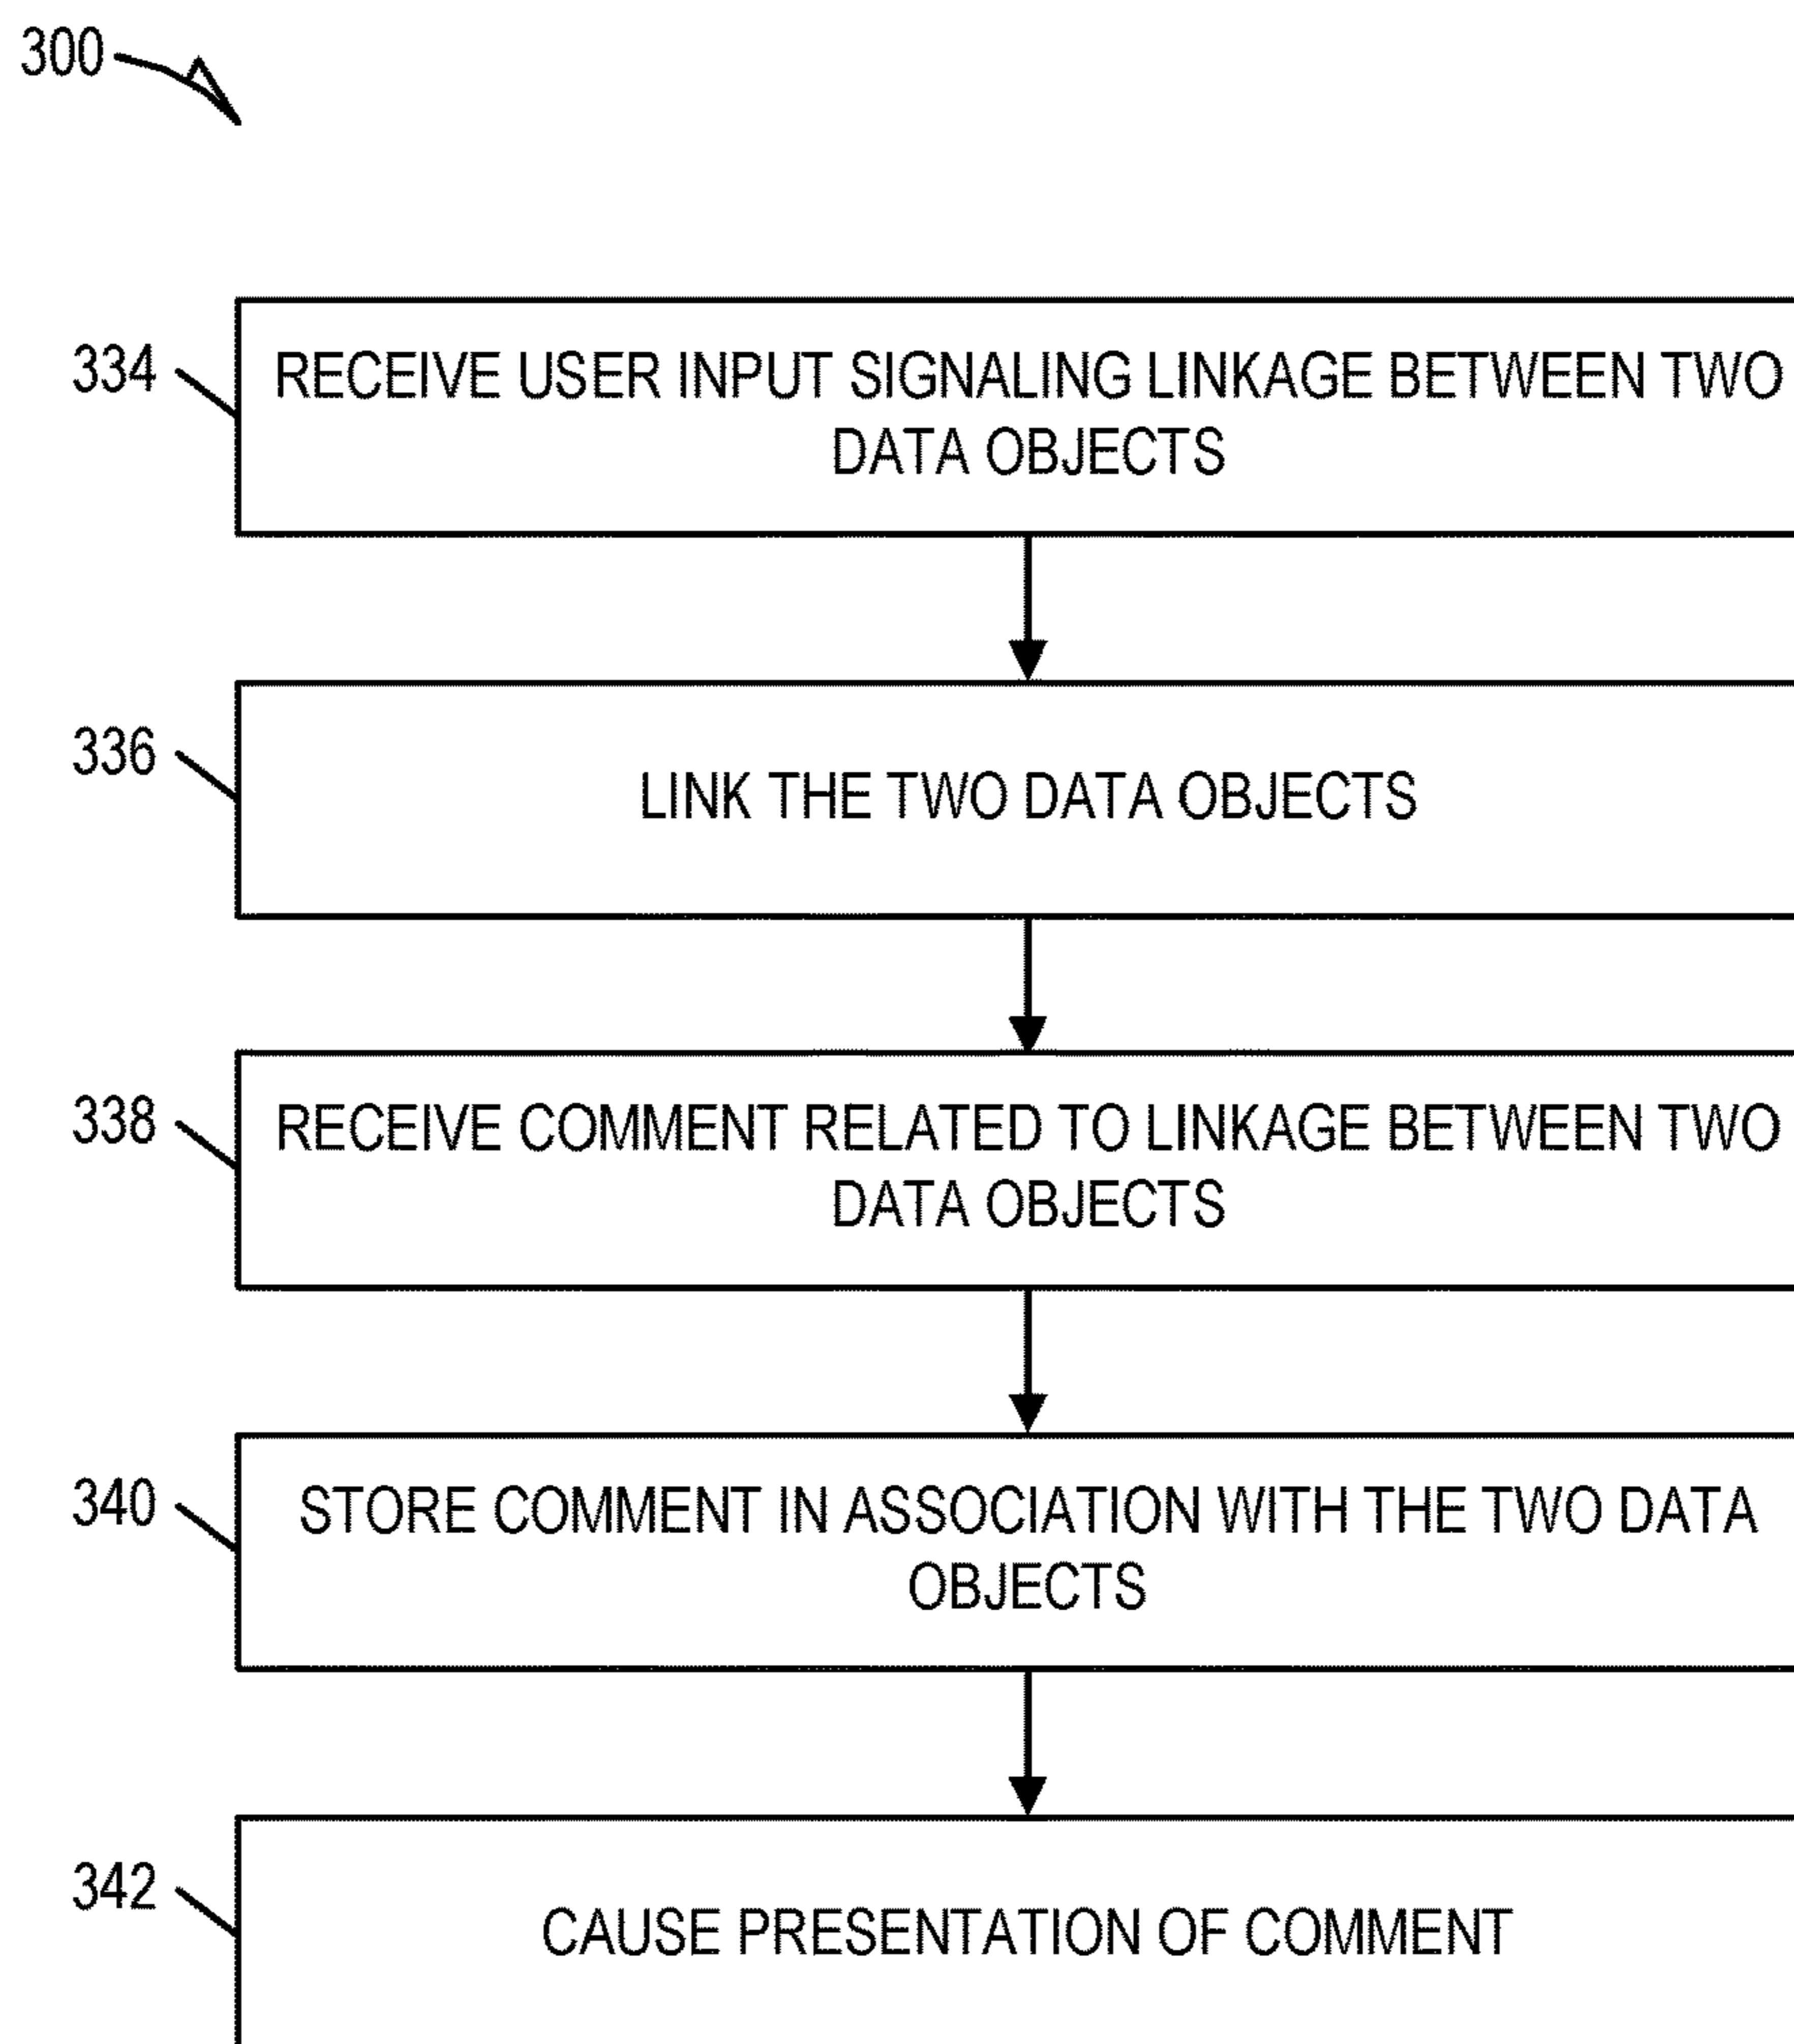 300
334
RECEIVE USER INPUT SIGNALING LINKAGE BETWEEN TWO
DATA OBJECTS
336
LINK THE TWO DATA OBJECTS
338
RECEIVE COMMENT RELATED TO LINKAGE BETWEEN TWO
DATA OBJECTS
340
STORE COMMENT IN ASSOCIATION WITH THE TWO DATA
OBJECTS
342
CAUSE PRESENTATION OF COMMENT